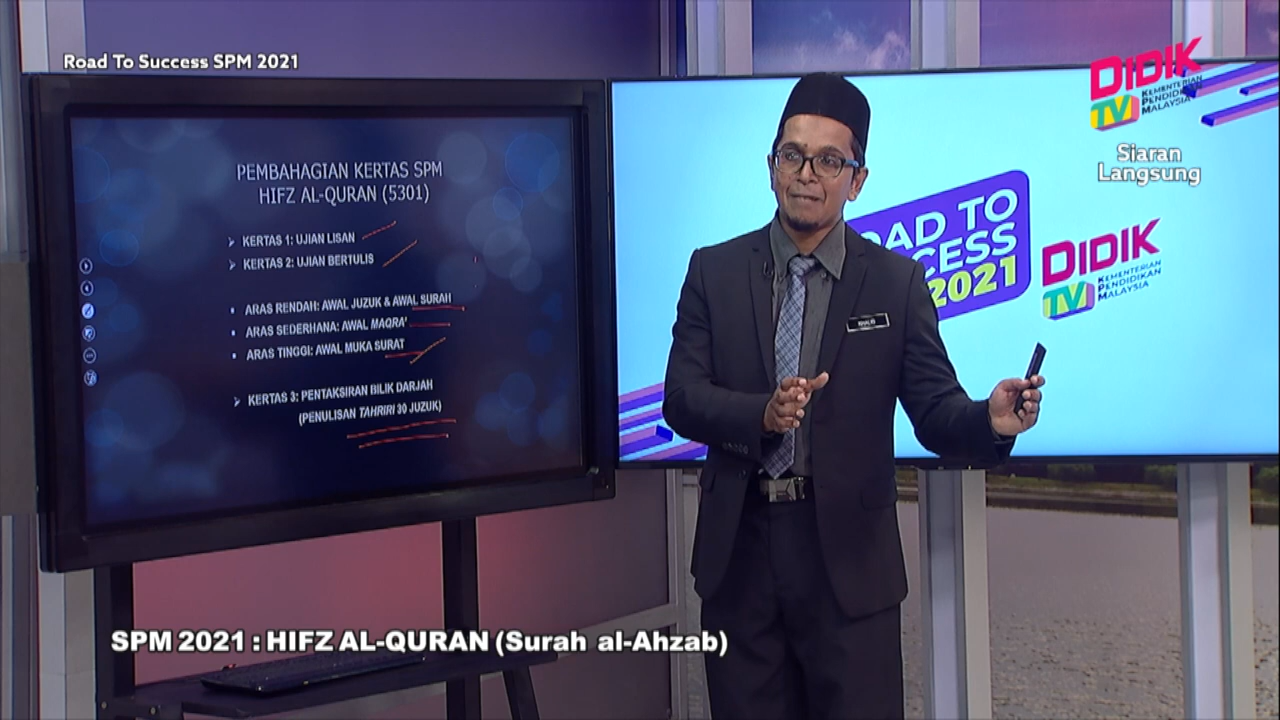 Road To Success SPM 2021
DIDIK
TV
KEMENTERIAN
PENDIDIKAN
MALAYSIA
Siaran
Langsung
PEMBAHAGIAN KERTAS SPM
HIFZ AL-QURAN (5301)
KERTAS 1: UJIAN LISAN
KERTAS 2: UJIAN BERTULIS
ARAS RENDAH: AWAL JUZUK & AWAL SURAH
ARAS SEDERHANA: AWAL MAQRA'
ARAS TINGGI: AWAL MUKA SURAT
KERTAS 3: PENTAKSIRAN BILIK DARJAH
(PENULISAN TAHRIRI 30 JUZUK)
OAD TO
CESS
2021
DIDIK
TV
KEMENTERIAN
PENDIDIKAN
MALAYSIA
KHALID
SPM 2021 : HIFZ AL-QURAN (Surah al-Ahzab)